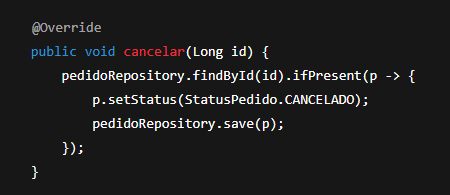 @Override
public void cancelar(Long id) {
    pedidoRepository.findById(id).ifPresent(p -> {
        p.setStatus(StatusPedido.CANCELADO);
        pedidoRepository.save(p);
    });
}